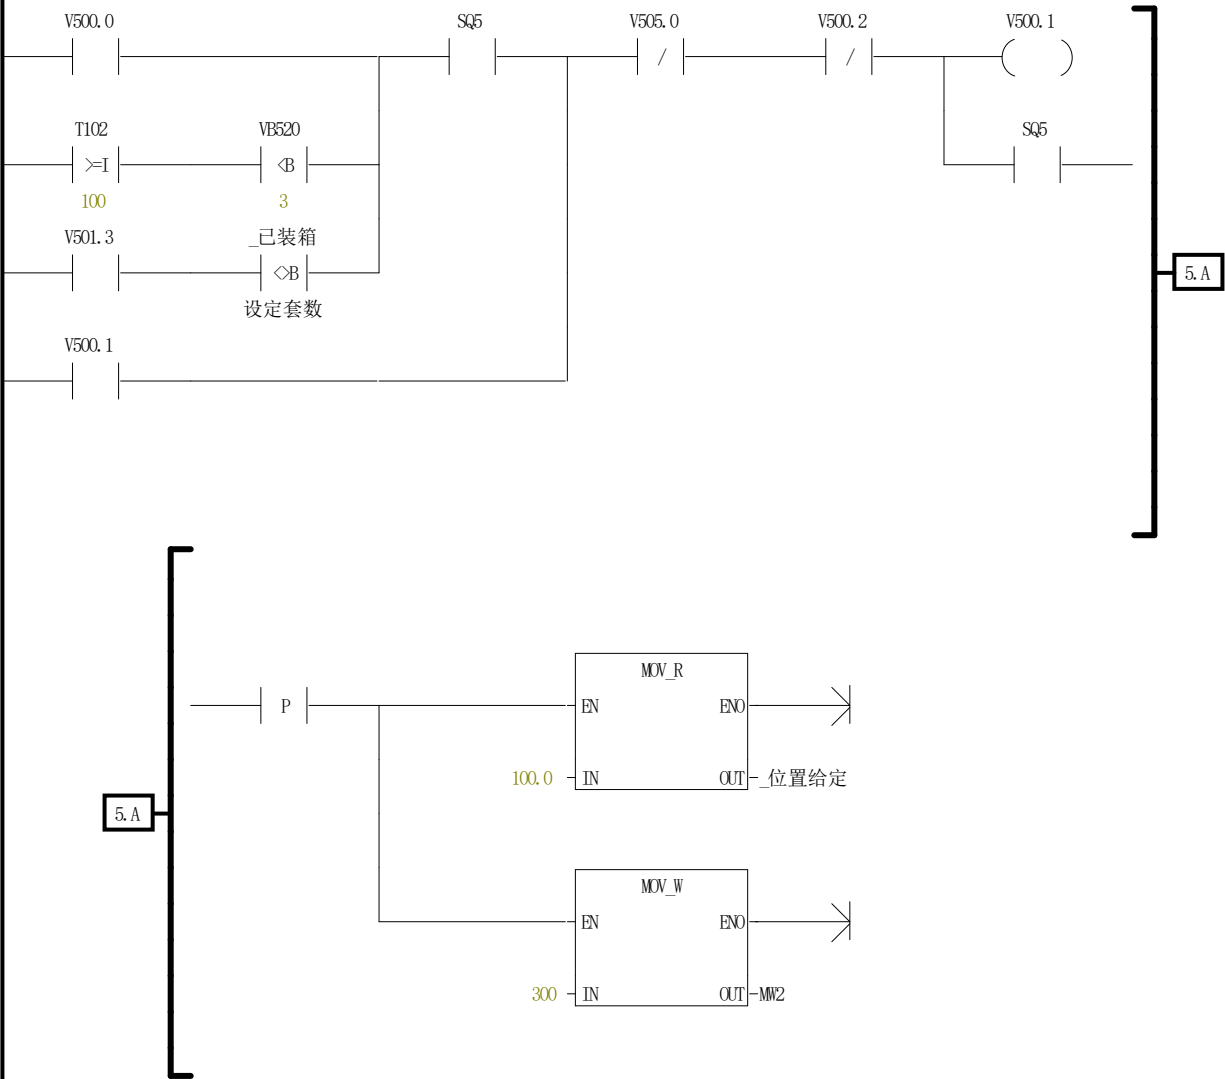 V500.0 SQ5 V505.0 V500.2 V500.1
/ /
T102 VB520 SQ5
>=I <B
100 3
V501.3 _已装箱
<>B 5.A
设定套数
V500.1
MOV_R
P EN ENO
100.0 IN OUT _位置给定
5.A
MOV_W
EN ENO
300 IN OUT MW2